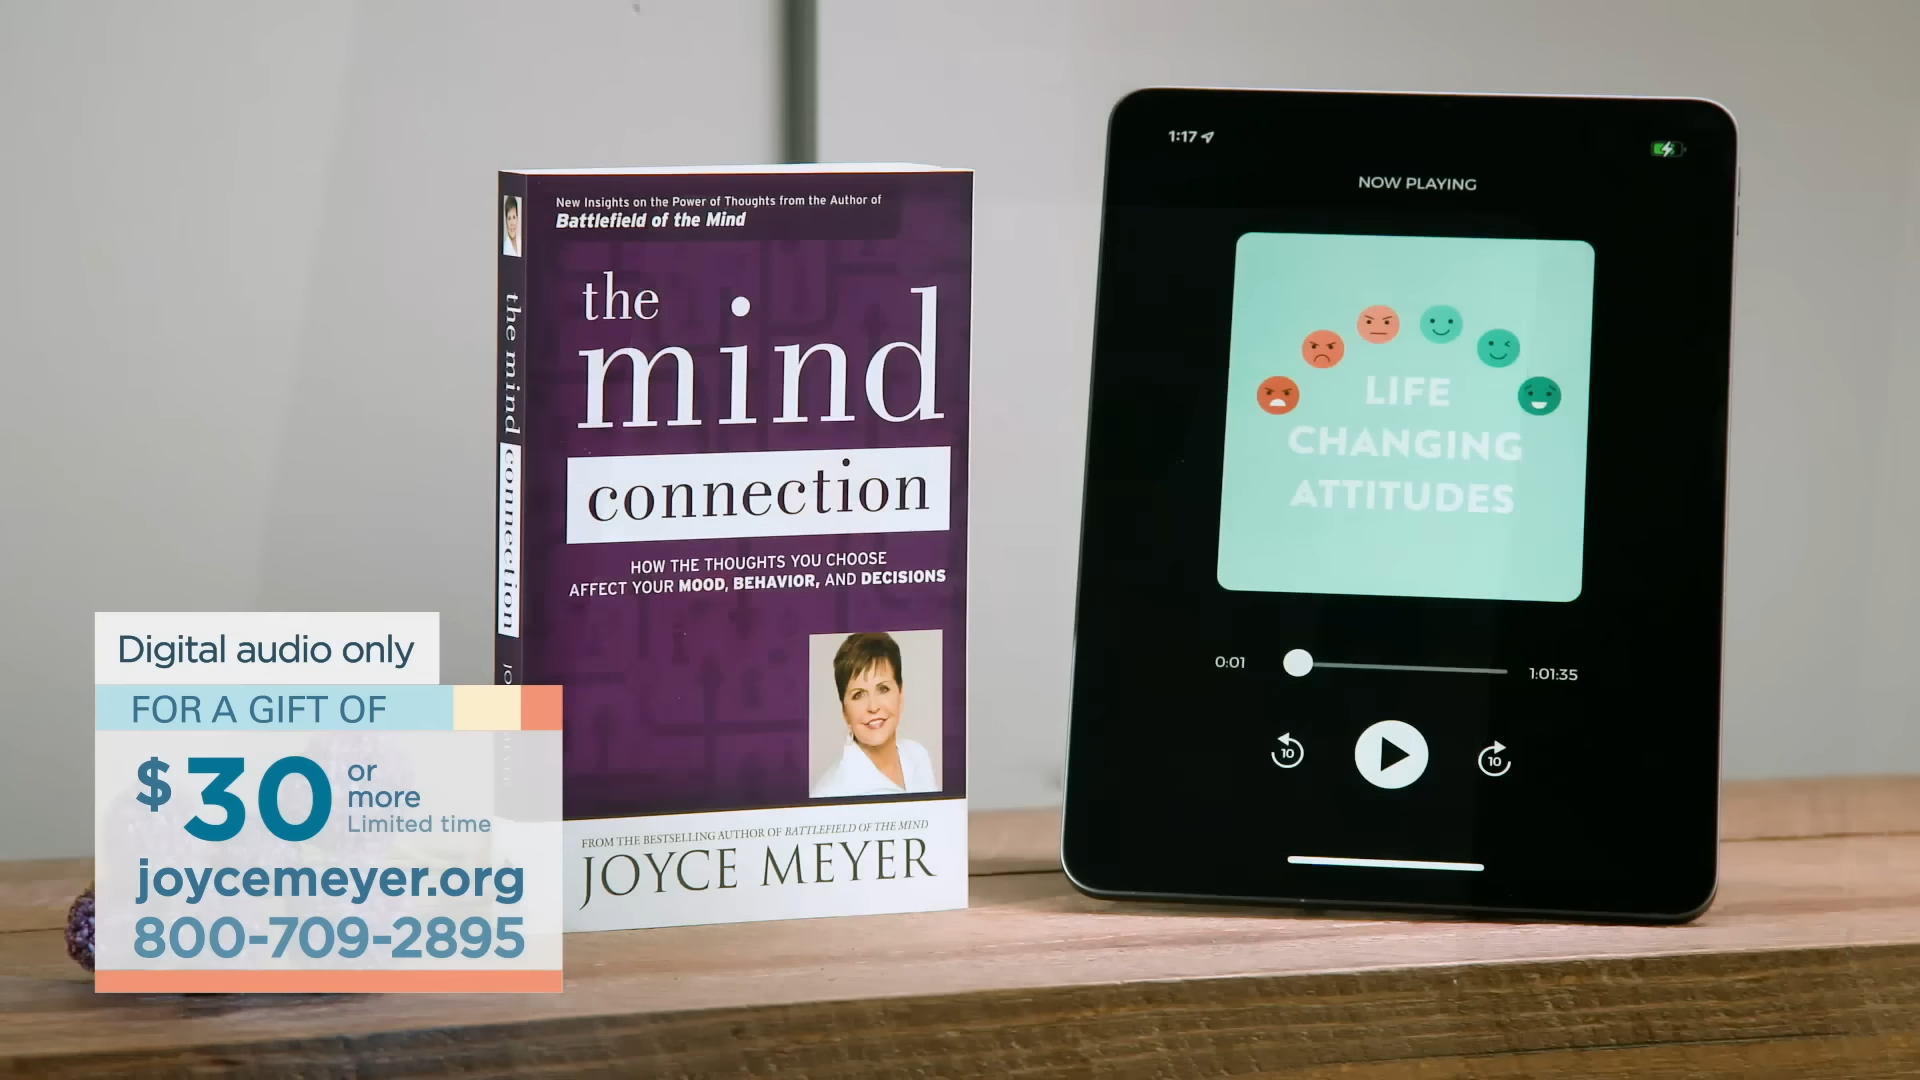 New Insights on the Power of Thoughts from the Author of
Battlefield of the Mind
the
mind
connection
HOW THE THOUGHTS YOU CHOOSE
AFFECT YOUR MOOD, BEHAVIOR, AND DECISIONS
FROM THE BESTSELLING AUTHOR OF BATTLEFIELD OF THE MIND
JOYCE MEYER
the mind connection
1:17
NOW PLAYING
LIFE
CHANGING
ATTITUDES
0:01
1:01:35
10
10
Digital audio only
FOR A GIFT OF
$30 or
more
Limited time
joycemeyer.org
800-709-2895